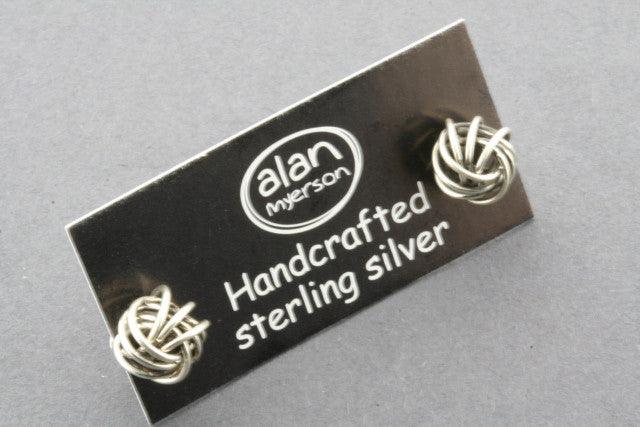 alan
myerson
Handcrafted
sterling silver